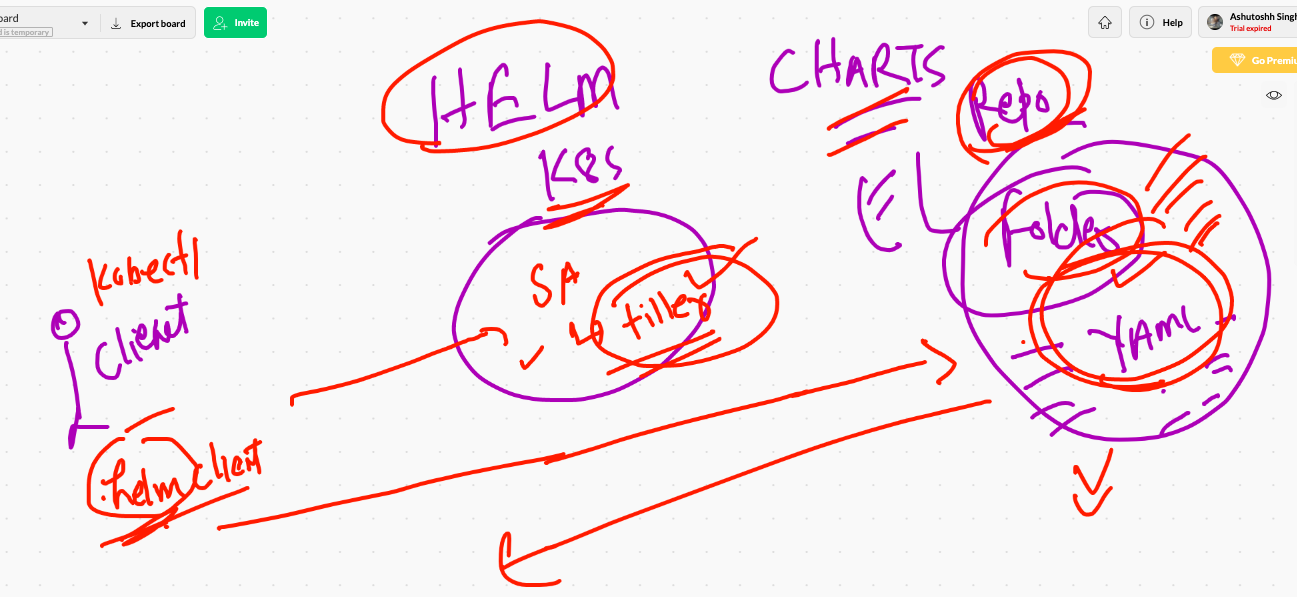 oard
d is temporary
Export board
Invite
Help
Ashutoshh Singh
Trial expired
Go Premiu
HELM
CHARTS
Repo
K8S
Folder
Kubectl
SA
tiller
client
YAML
helm client